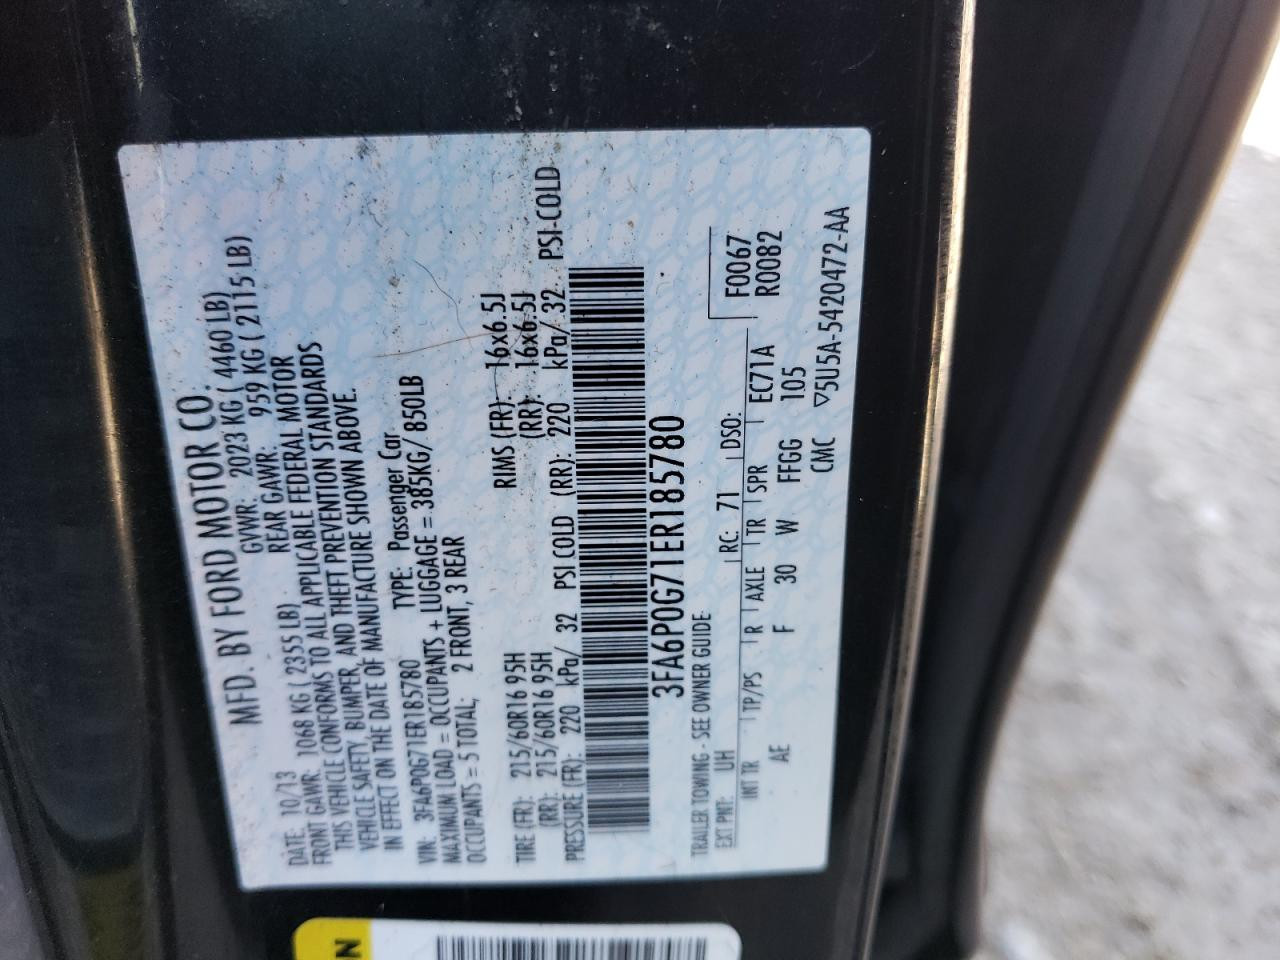 MFD. BY FORD MOTOR CO.
DATE: 10/13 GVWR: 2023 KG ( 4460 LB)
FRONT GAWR: 1068 KG ( 2355 LB) REAR GAWR: 959 KG ( 2115 LB)
THIS VEHICLE CONFORMS TO ALL APPLICABLE FEDERAL MOTOR
VEHICLE SAFETY, BUMPER, AND THEFT PREVENTION STANDARDS
IN EFFECT ON THE DATE OF MANUFACTURE SHOWN ABOVE.
VIN: 3FA6P0G71ER185780 TYPE: Passenger Car
MAXIMUM LOAD = OCCUPANTS + LUGGAGE = 385KG/ 850LB
OCCUPANTS = 5 TOTAL; 2 FRONT, 3 REAR
TIRE (FR): 215/60R16 95H RIMS (FR): 16x6.5J
(RR): 215/60R16 95H (RR): 16x6.5J
PRESSURE (FR): 220 kPa/ 32 PSI COLD (RR): 220 kPa/ 32 PSI-COLD
3FA6P0G71ER185780
TRAILER TOWING - SEE OWNER GUIDE F0067
EXT PNT: UH RC: 71 DSO: R0082
INT TR TP/PS R AXLE TR SPR EC71A
AE F 30 W FFGG 105
CMC ▽5U5A-5420472-AA